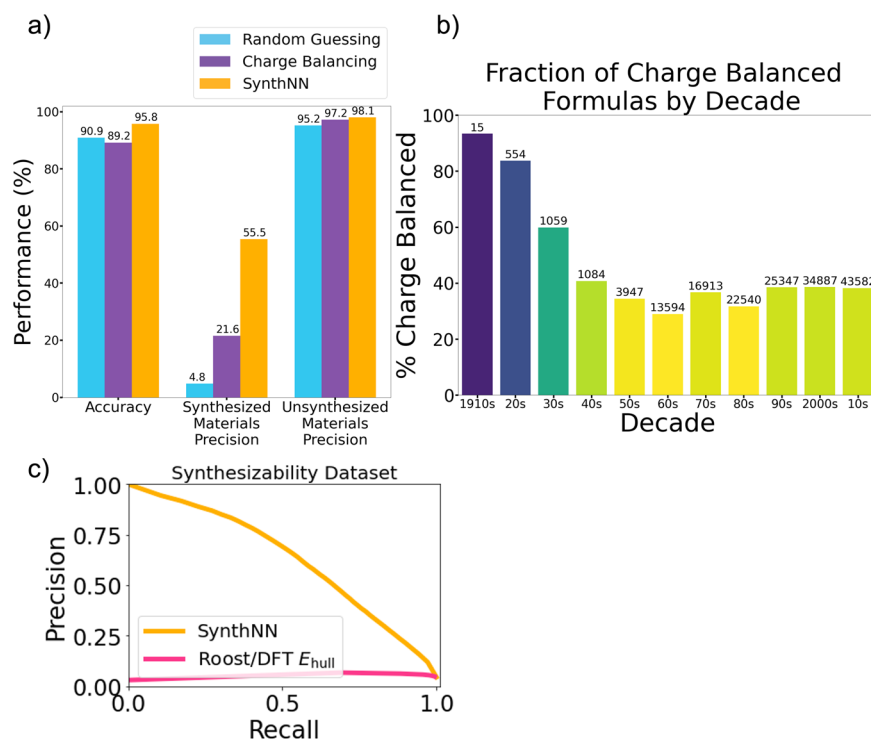 a)
Random Guessing
Charge Balancing
SynthNN
Performance (%)
100
80
60
40
20
0
90.9
89.2
95.8
4.8
21.6
55.5
95.2
97.2
98.1
Accuracy
Synthesized
Materials
Precision
Unsynthesized
Materials
Precision
b)
Fraction of Charge Balanced
Formulas by Decade
% Charge Balanced
100
80
60
40
20
0
15
554
1059
1084
3947
13594
16913
22540
25347
34887
43582
1910s 20s 30s 40s 50s 60s 70s 80s 90s 2000s 10s
Decade
c)
Synthesizability Dataset
Precision
1.00
0.75
0.50
0.25
0.00
SynthNN
Roost/DFT Ehull
0.0 0.5 1.0
Recall